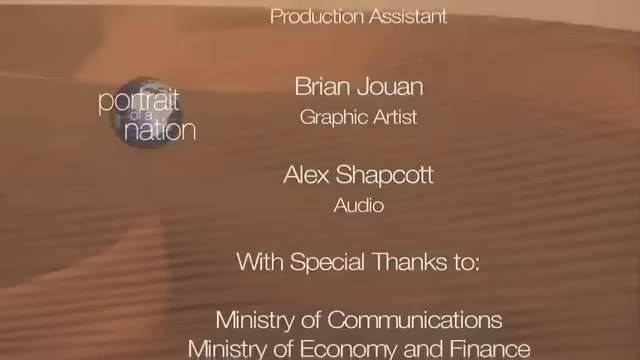 Production Assistant
portrait
of a
nation
Brian Jouan
Graphic Artist
Alex Shapcott
Audio
With Special Thanks to:
Ministry of Communications
Ministry of Economy and Finance